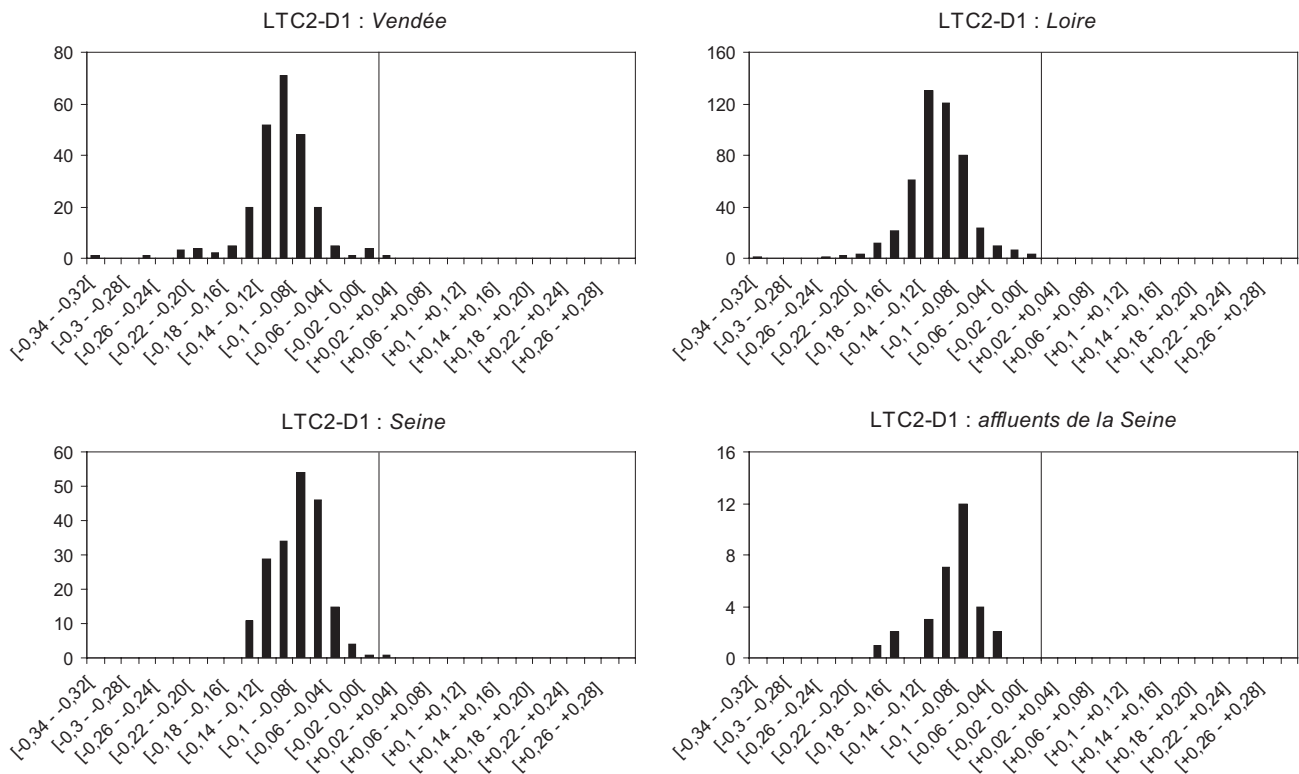 LTC2-D1 : Vendée
80
60
40
20
0
[-0,34 - -0,32[
[-0,3 - -0,28[
[-0,26 - -0,24[
[-0,22 - -0,20[
[-0,18 - -0,16[
[-0,14 - -0,12[
[-0,1 - -0,08[
[-0,06 - -0,04[
[-0,02 - 0,00[
[+0,02 - +0,04]
[+0,06 - +0,08]
[+0,1 - +0,12]
[+0,14 - +0,16]
[+0,18 - +0,20]
[+0,22 - +0,24]
[+0,26 - +0,28]
LTC2-D1 : Loire
160
120
80
40
0
[-0,34 - -0,32[
[-0,3 - -0,28[
[-0,26 - -0,24[
[-0,22 - -0,20[
[-0,18 - -0,16[
[-0,14 - -0,12[
[-0,1 - -0,08[
[-0,06 - -0,04[
[-0,02 - 0,00[
[+0,02 - +0,04]
[+0,06 - +0,08]
[+0,1 - +0,12]
[+0,14 - +0,16]
[+0,18 - +0,20]
[+0,22 - +0,24]
[+0,26 - +0,28]
LTC2-D1 : Seine
60
50
40
30
20
10
0
[-0,34 - -0,32[
[-0,3 - -0,28[
[-0,26 - -0,24[
[-0,22 - -0,20[
[-0,18 - -0,16[
[-0,14 - -0,12[
[-0,1 - -0,08[
[-0,06 - -0,04[
[-0,02 - 0,00[
[+0,02 - +0,04]
[+0,06 - +0,08]
[+0,1 - +0,12]
[+0,14 - +0,16]
[+0,18 - +0,20]
[+0,22 - +0,24]
[+0,26 - +0,28]
LTC2-D1 : affluents de la Seine
16
12
8
4
0
[-0,34 - -0,32[
[-0,3 - -0,28[
[-0,26 - -0,24[
[-0,22 - -0,20[
[-0,18 - -0,16[
[-0,14 - -0,12[
[-0,1 - -0,08[
[-0,06 - -0,04[
[-0,02 - 0,00[
[+0,02 - +0,04]
[+0,06 - +0,08]
[+0,1 - +0,12]
[+0,14 - +0,16]
[+0,18 - +0,20]
[+0,22 - +0,24]
[+0,26 - +0,28]